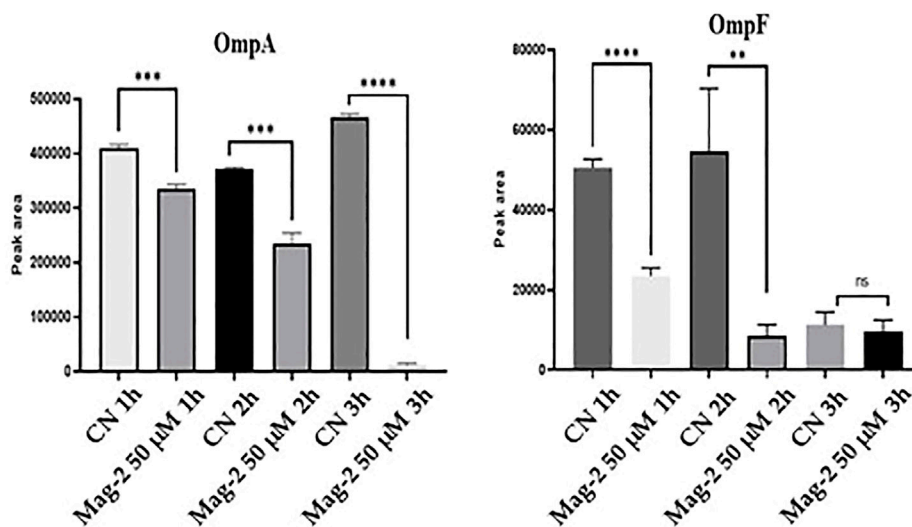 OmpA
***
***
****
500000
400000
300000
200000
100000
0
Peak area
CN 1h
Mag-2 50 μM 1h
CN 2h
Mag-2 50 μM 2h
CN 3h
Mag-2 50 μM 3h
OmpF
****
**
ns
80000
60000
40000
20000
0
Peak area
CN 1h
Mag-2 50 μM 1h
CN 2h
Mag-2 50 μM 2h
CN 3h
Mag-2 50 μM 3h